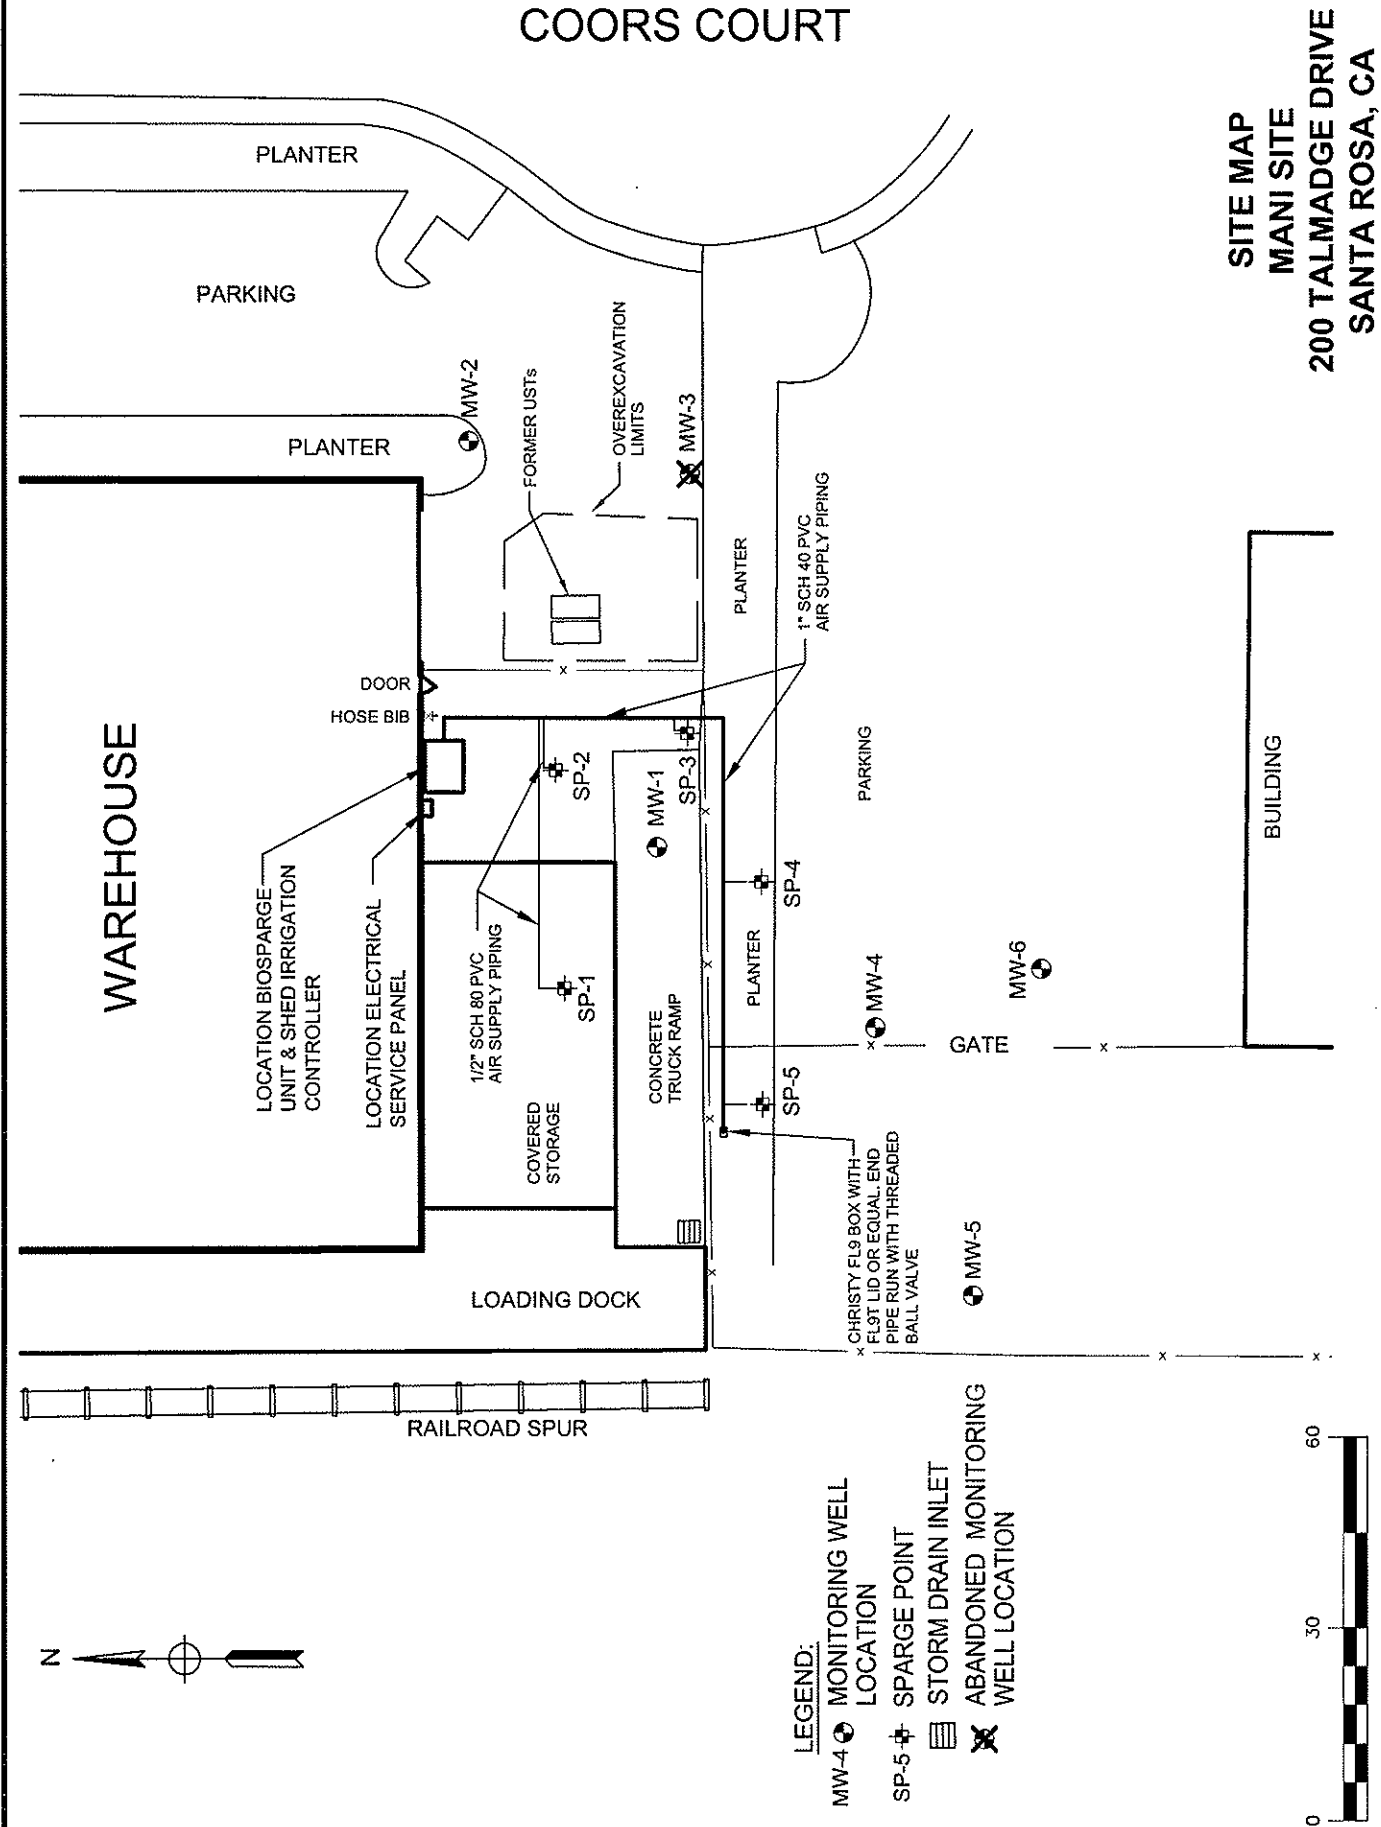 COORS COURT
PLANTER
PARKING
PLANTER
MW-2
FORMER USTs
OVEREXCAVATION
LIMITS
MW-3
WAREHOUSE
DOOR
HOSE BIB
LOCATION BIOSPARGE
UNIT & SHED IRRIGATION
CONTROLLER
LOCATION ELECTRICAL
SERVICE PANEL
1/2" SCH 80 PVC
AIR SUPPLY PIPING
SP-2
SP-1
SP-3
MW-1
COVERED
STORAGE
CONCRETE
TRUCK RAMP
PLANTER
1" SCH 40 PVC
AIR SUPPLY PIPING
SP-4
PLANTER
SP-5
PARKING
MW-4
MW-6
GATE
BUILDING
CHRISTY FL9 BOX WITH
FL9T LID OR EQUAL. END
PIPE RUN WITH THREADED
BALL VALVE
MW-5
LOADING DOCK
RAILROAD SPUR
N
LEGEND:
MW-4 MONITORING WELL
LOCATION
SP-5 SPARGE POINT
STORM DRAIN INLET
ABANDONED MONITORING
WELL LOCATION
0 30 60
SITE MAP
MANI SITE
200 TALMADGE DRIVE
SANTA ROSA, CA
x
x
x
x
x
x
x
x
x
x
x